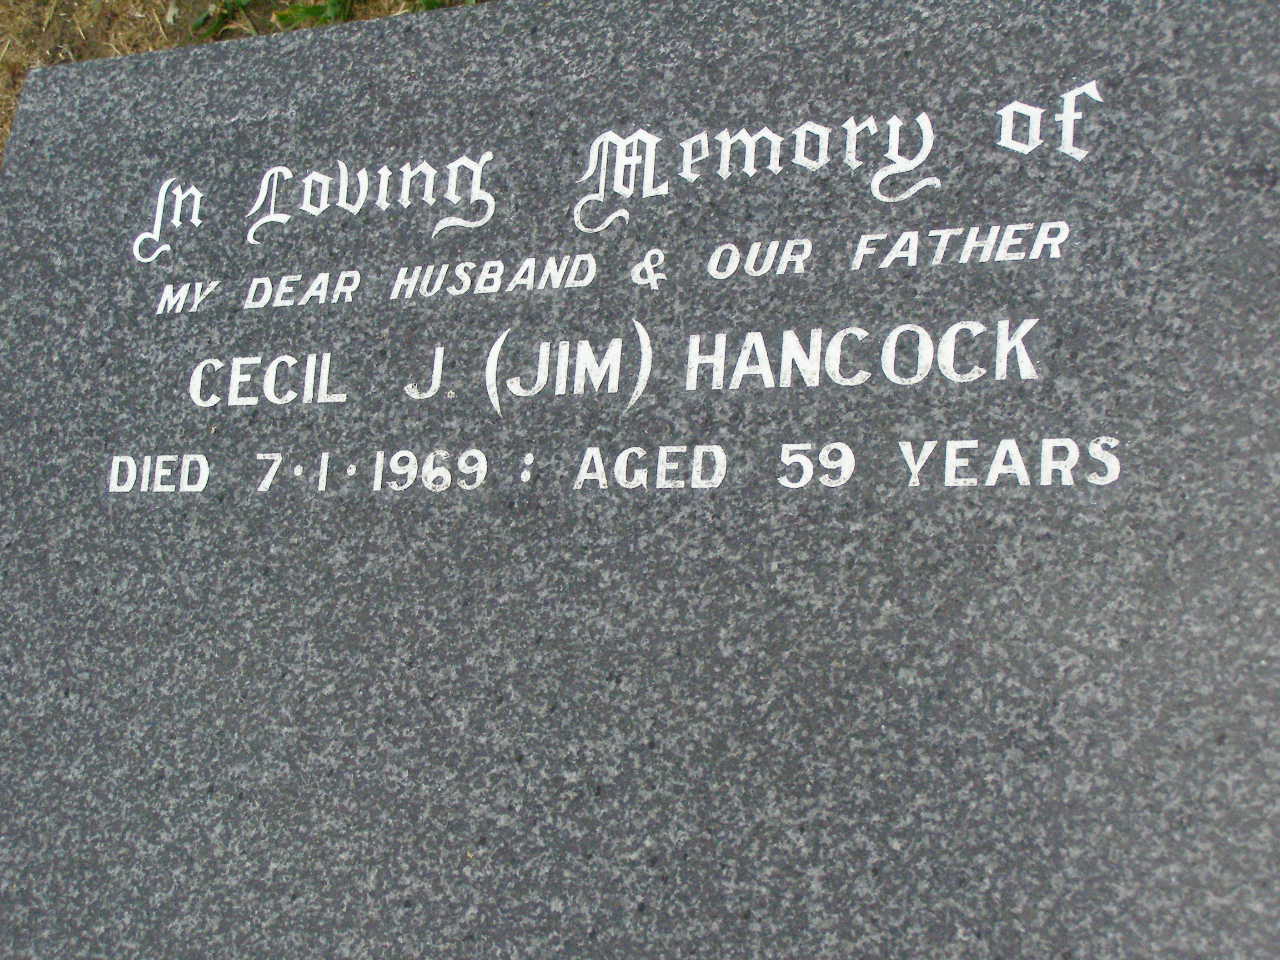 In Loving Memory of
MY DEAR HUSBAND & OUR FATHER
CECIL J. (JIM) HANCOCK
DIED 7·1·1969 : AGED 59 YEARS